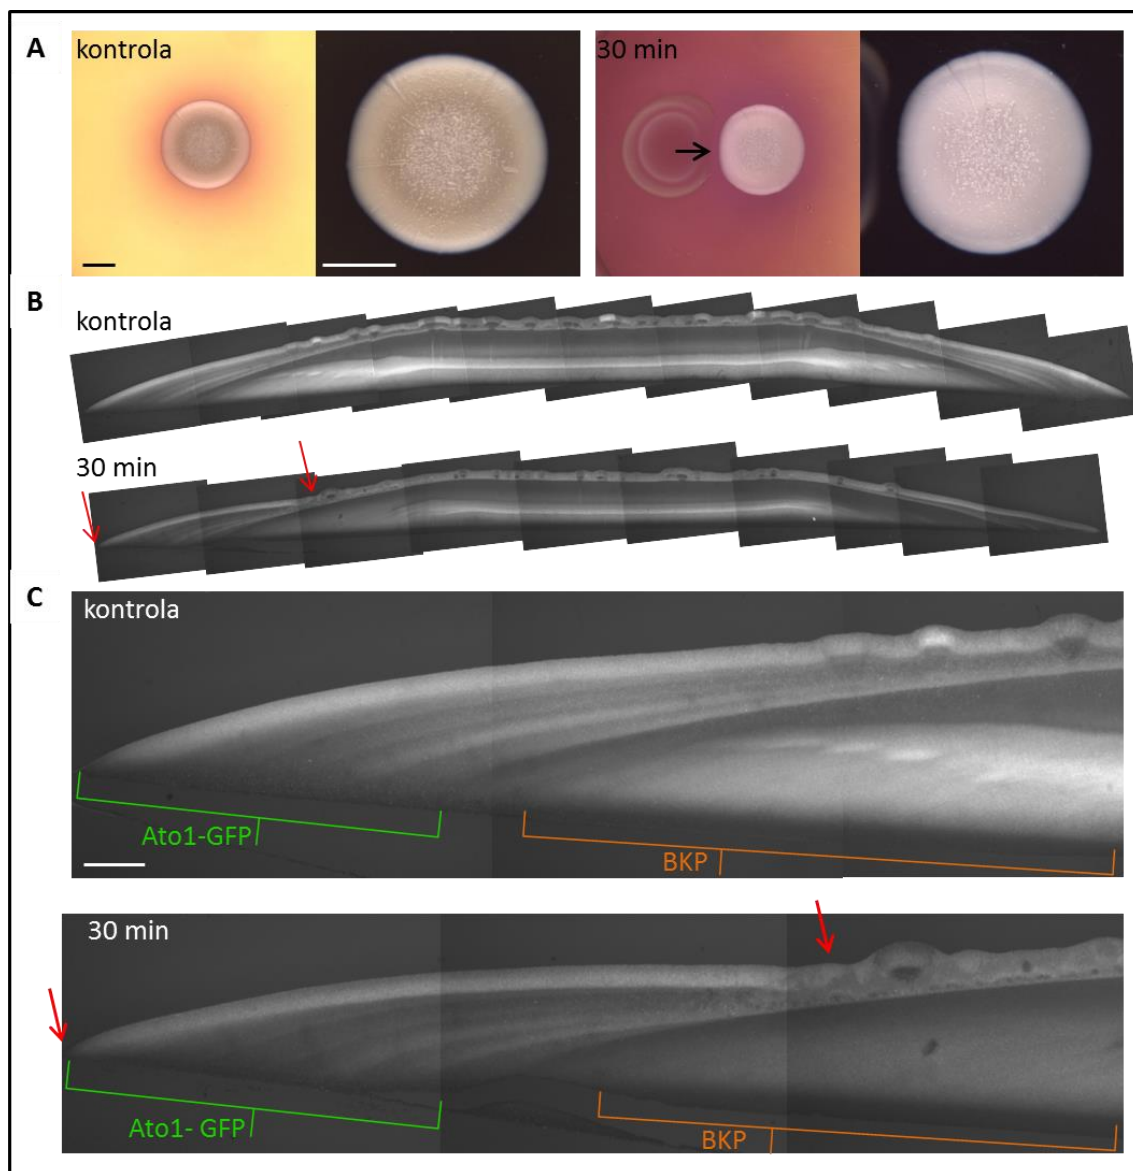 A
kontrola
30 min
B
kontrola
30 min
C
kontrola
Ato1-GFP
BKP
30 min
Ato1- GFP
BKP